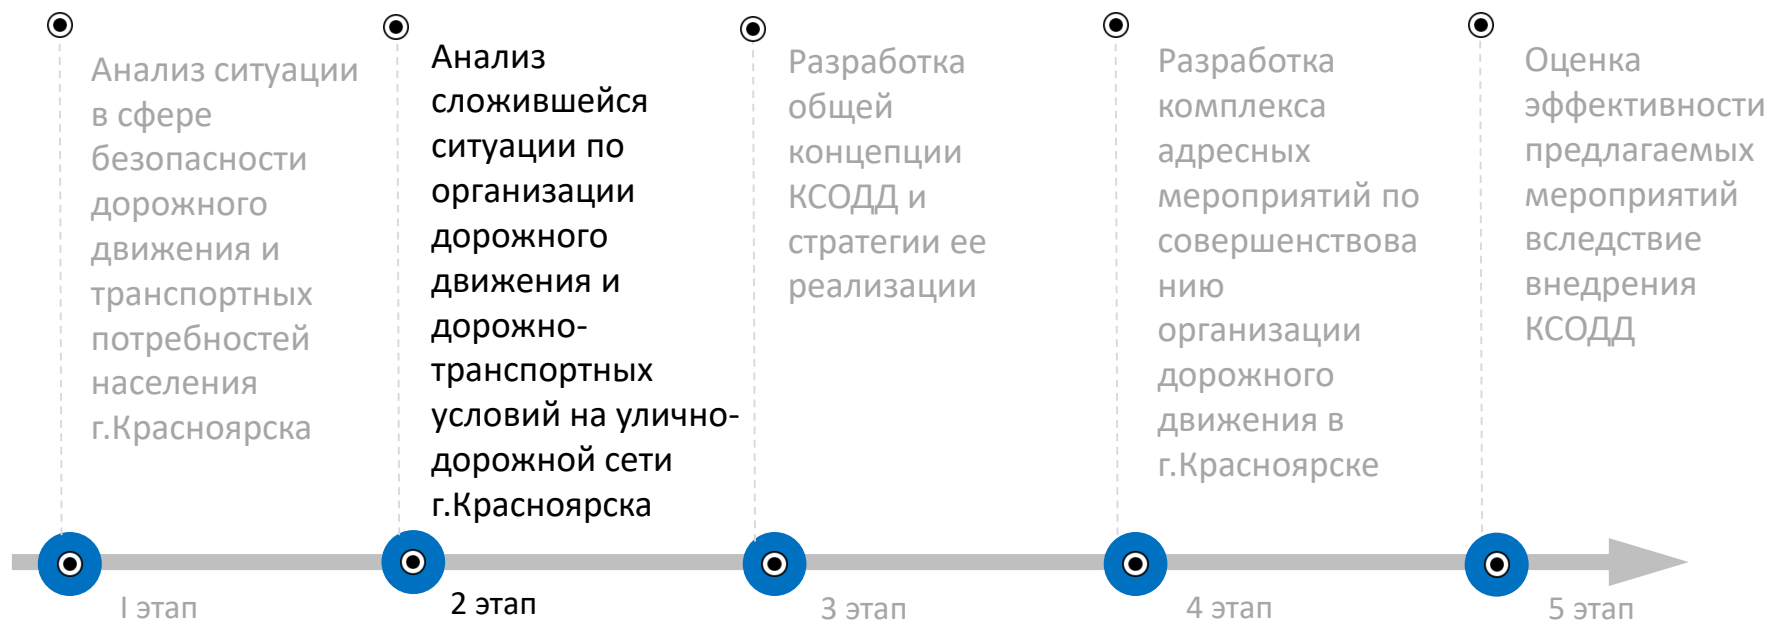 Анализ ситуации
в сфере
безопасности
дорожного
движения и
транспортных
потребностей
населения
г.Красноярска
Анализ
сложившейся
ситуации по
организации
дорожного
движения и
дорожно-
транспортных
условий на улично-
дорожной сети
г.Красноярска
Разработка
общей
концепции
КСОДД и
стратегии ее
реализации
Разработка
комплекса
адресных
мероприятий по
совершенствова
нию
организации
дорожного
движения в
г.Красноярске
Оценка
эффективности
предлагаемых
мероприятий
вследствие
внедрения
КСОДД
I этап
2 этап
3 этап
4 этап
5 этап